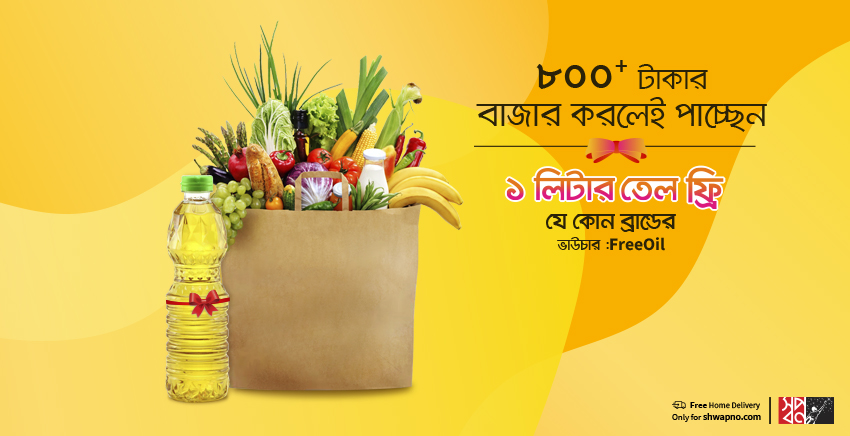 ৮০০+ টাকার
বাজার করলেই পাচ্ছেন
১ লিটার তেল ফ্রি
যে কোন ব্রান্ডের
ভাউচার :FreeOil
Free Home Delivery
Only for shwapno.com
স্বপ্ন